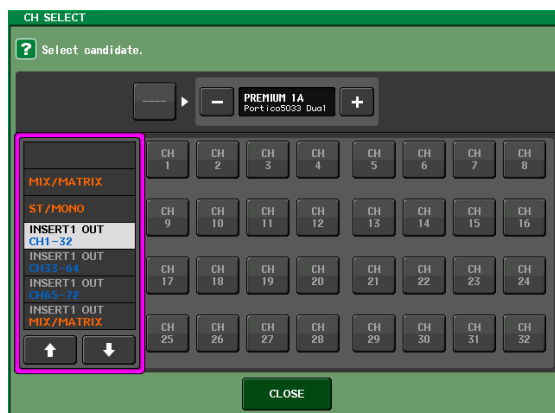 CH SELECT
? Select candidate.
----
PREMIUM 1A
Portico5033 Dual
MIX/MATRIX
ST/MONO
INSERT1 OUT
CH1-32
INSERT1 OUT
CH33-64
INSERT1 OUT
CH65-72
INSERT1 OUT
MIX/MATRIX
CH 1
CH 2
CH 3
CH 4
CH 5
CH 6
CH 7
CH 8
CH 9
CH 10
CH 11
CH 12
CH 13
CH 14
CH 15
CH 16
CH 17
CH 18
CH 19
CH 20
CH 21
CH 22
CH 23
CH 24
CH 25
CH 26
CH 27
CH 28
CH 29
CH 30
CH 31
CH 32
CLOSE